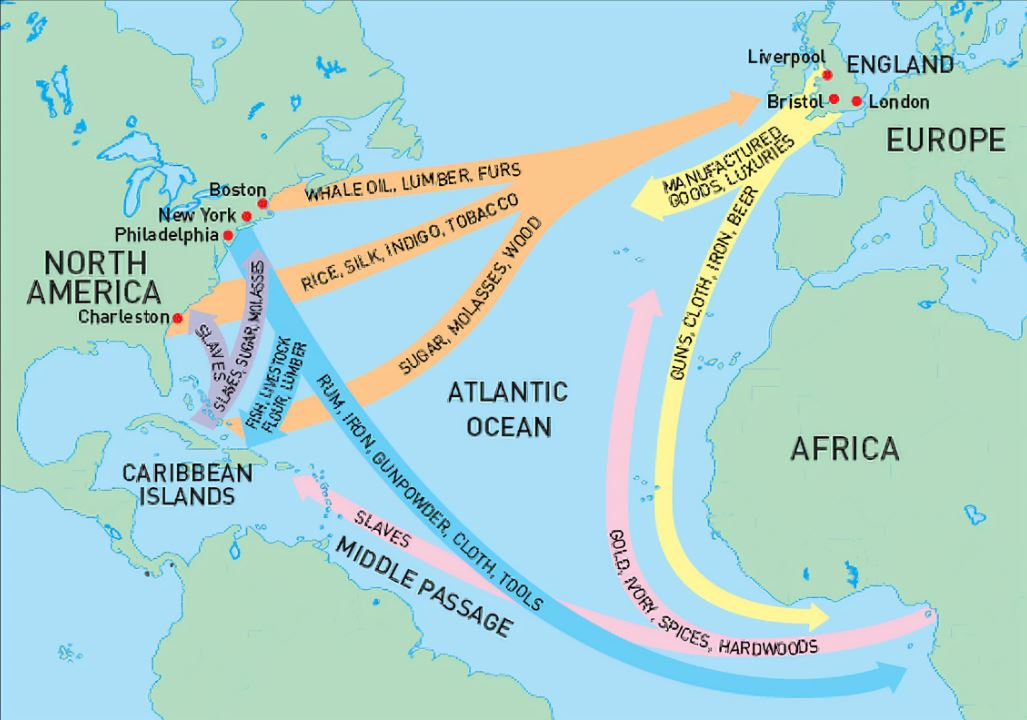 Liverpool
ENGLAND
Bristol
London
EUROPE
MANUFACTURED
GOODS, LUXURIES
WHALE OIL, LUMBER, FURS
Boston
New York
Philadelphia
RICE, SILK, INDIGO, TOBACCO
GUNS, CLOTH, IRON, BEER
NORTH
AMERICA
SUGAR, MOLASSES, WOOD
Charleston
SLAVES
SLAVES, SUGAR, MOLASSES
FISH, LIVESTOCK
FLOUR, LUMBER
RUM, IRON, GUNPOWDER, CLOTH, TOOLS
ATLANTIC
OCEAN
AFRICA
CARIBBEAN
ISLANDS
SLAVES
MIDDLE PASSAGE
GOLD, IVORY, SPICES, HARDWOODS